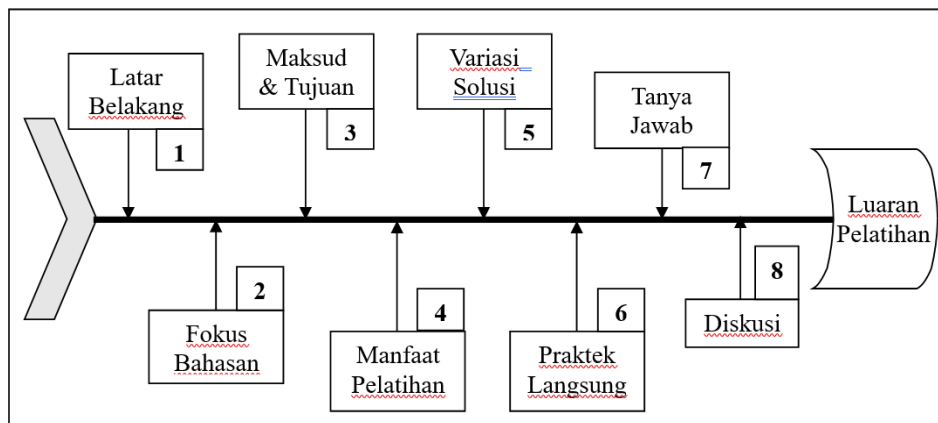 Latar
Belakang
1
Fokus
Bahasan
2
Maksud
& Tujuan
3
Manfaat
Pelatihan
4
Variasi
Solusi
5
Praktek
Langsung
6
Tanya
Jawab
7
Diskusi
8
Luaran
Pelatihan